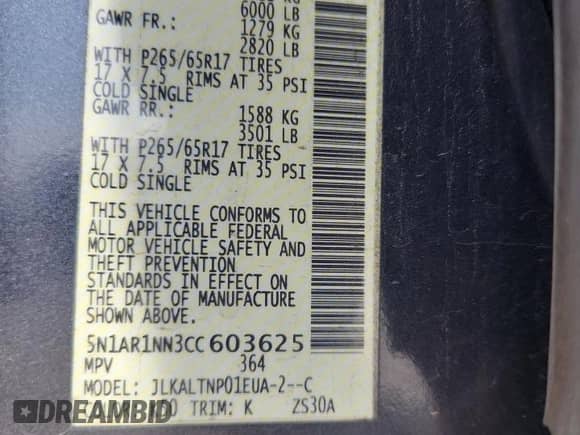 6000 LB
GAWR FR: 1279 KG
2820 LB
WITH P265/65R17 TIRES
17 X 7.5 RIMS AT 35 PSI
COLD SINGLE
GAWR RR.: 1588 KG
3501 LB
WITH P265/65R17 TIRES
17 X 7.5 RIMS AT 35 PSI
COLD SINGLE
THIS VEHICLE CONFORMS TO
ALL APPLICABLE FEDERAL
MOTOR VEHICLE SAFETY AND
THEFT PREVENTION
STANDARDS IN EFFECT ON
THE DATE OF MANUFACTURE
SHOWN ABOVE.
5N1AR1NN3CC603625
MPV 364
MODEL: JLKALTNP01EUA-2--C
TRIM: K ZS30A
DREAMBID
.COM